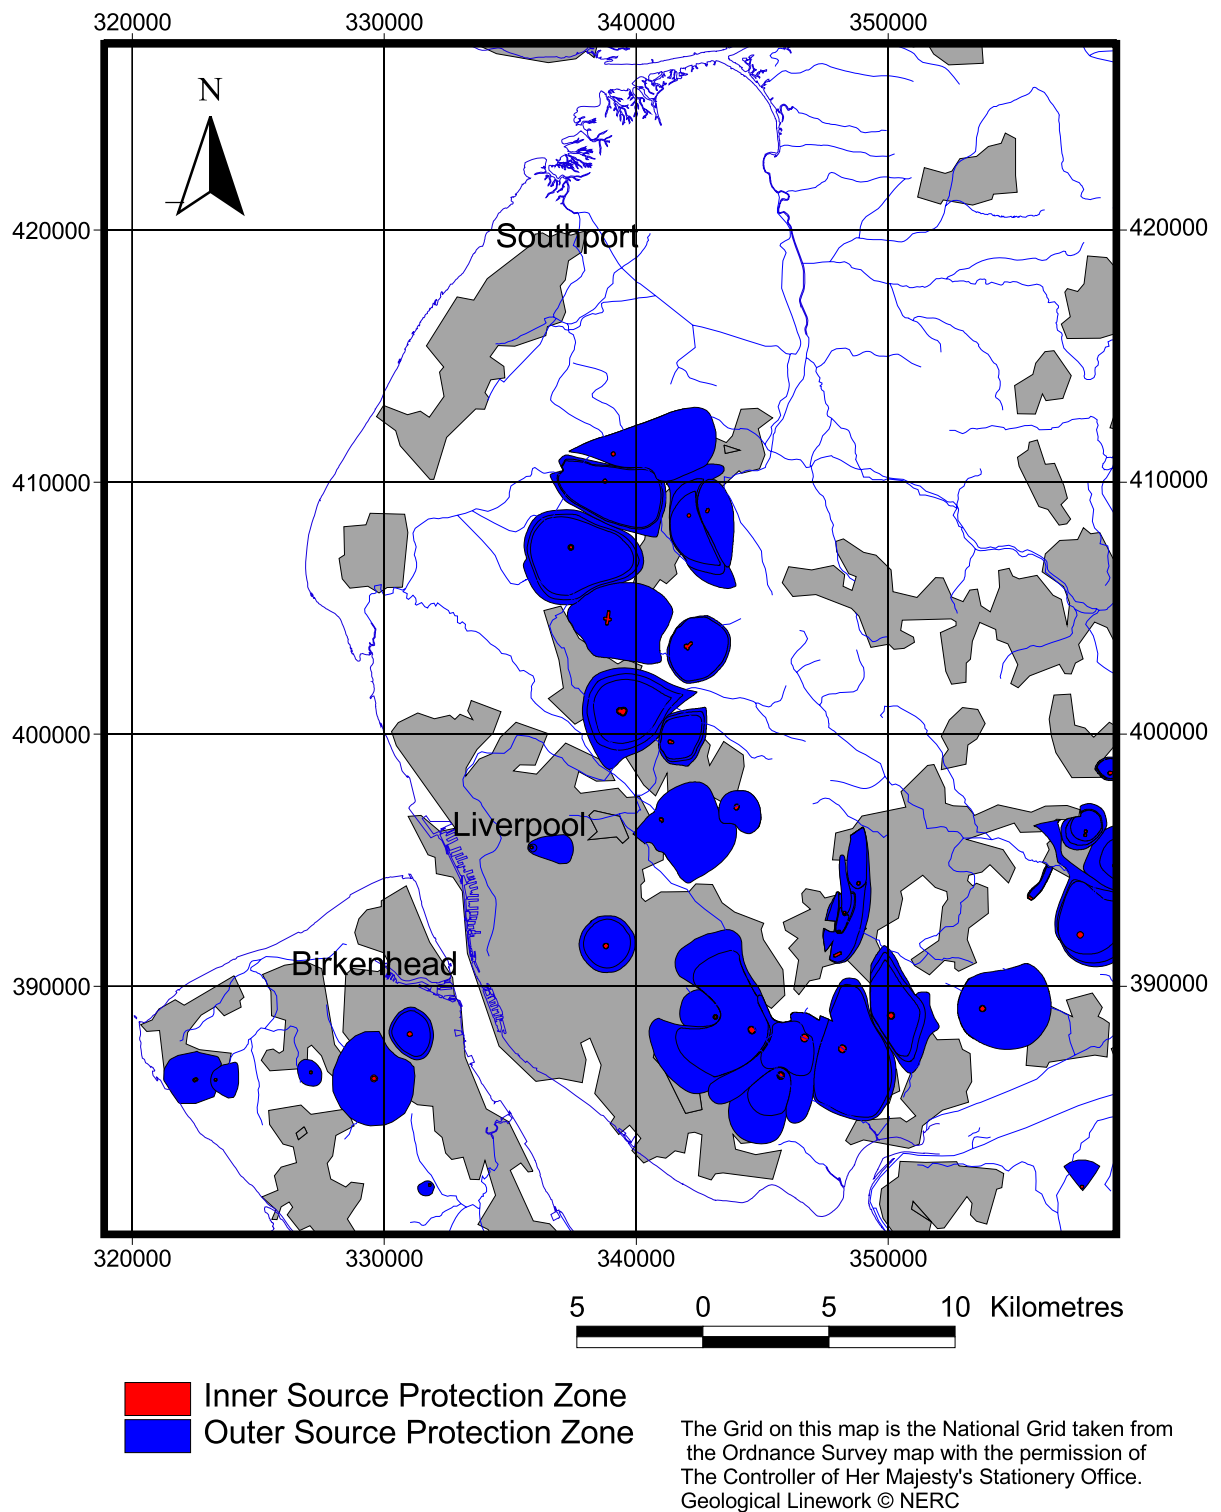 320000 330000 340000 350000
N
420000 Southport 420000
410000 410000
400000 400000
Liverpool
Birkenhead
390000 390000
320000 330000 340000 350000
5 0 5 10 Kilometres
Inner Source Protection Zone
Outer Source Protection Zone
The Grid on this map is the National Grid taken from
the Ordnance Survey map with the permission of
The Controller of Her Majesty's Stationery Office.
Geological Linework © NERC